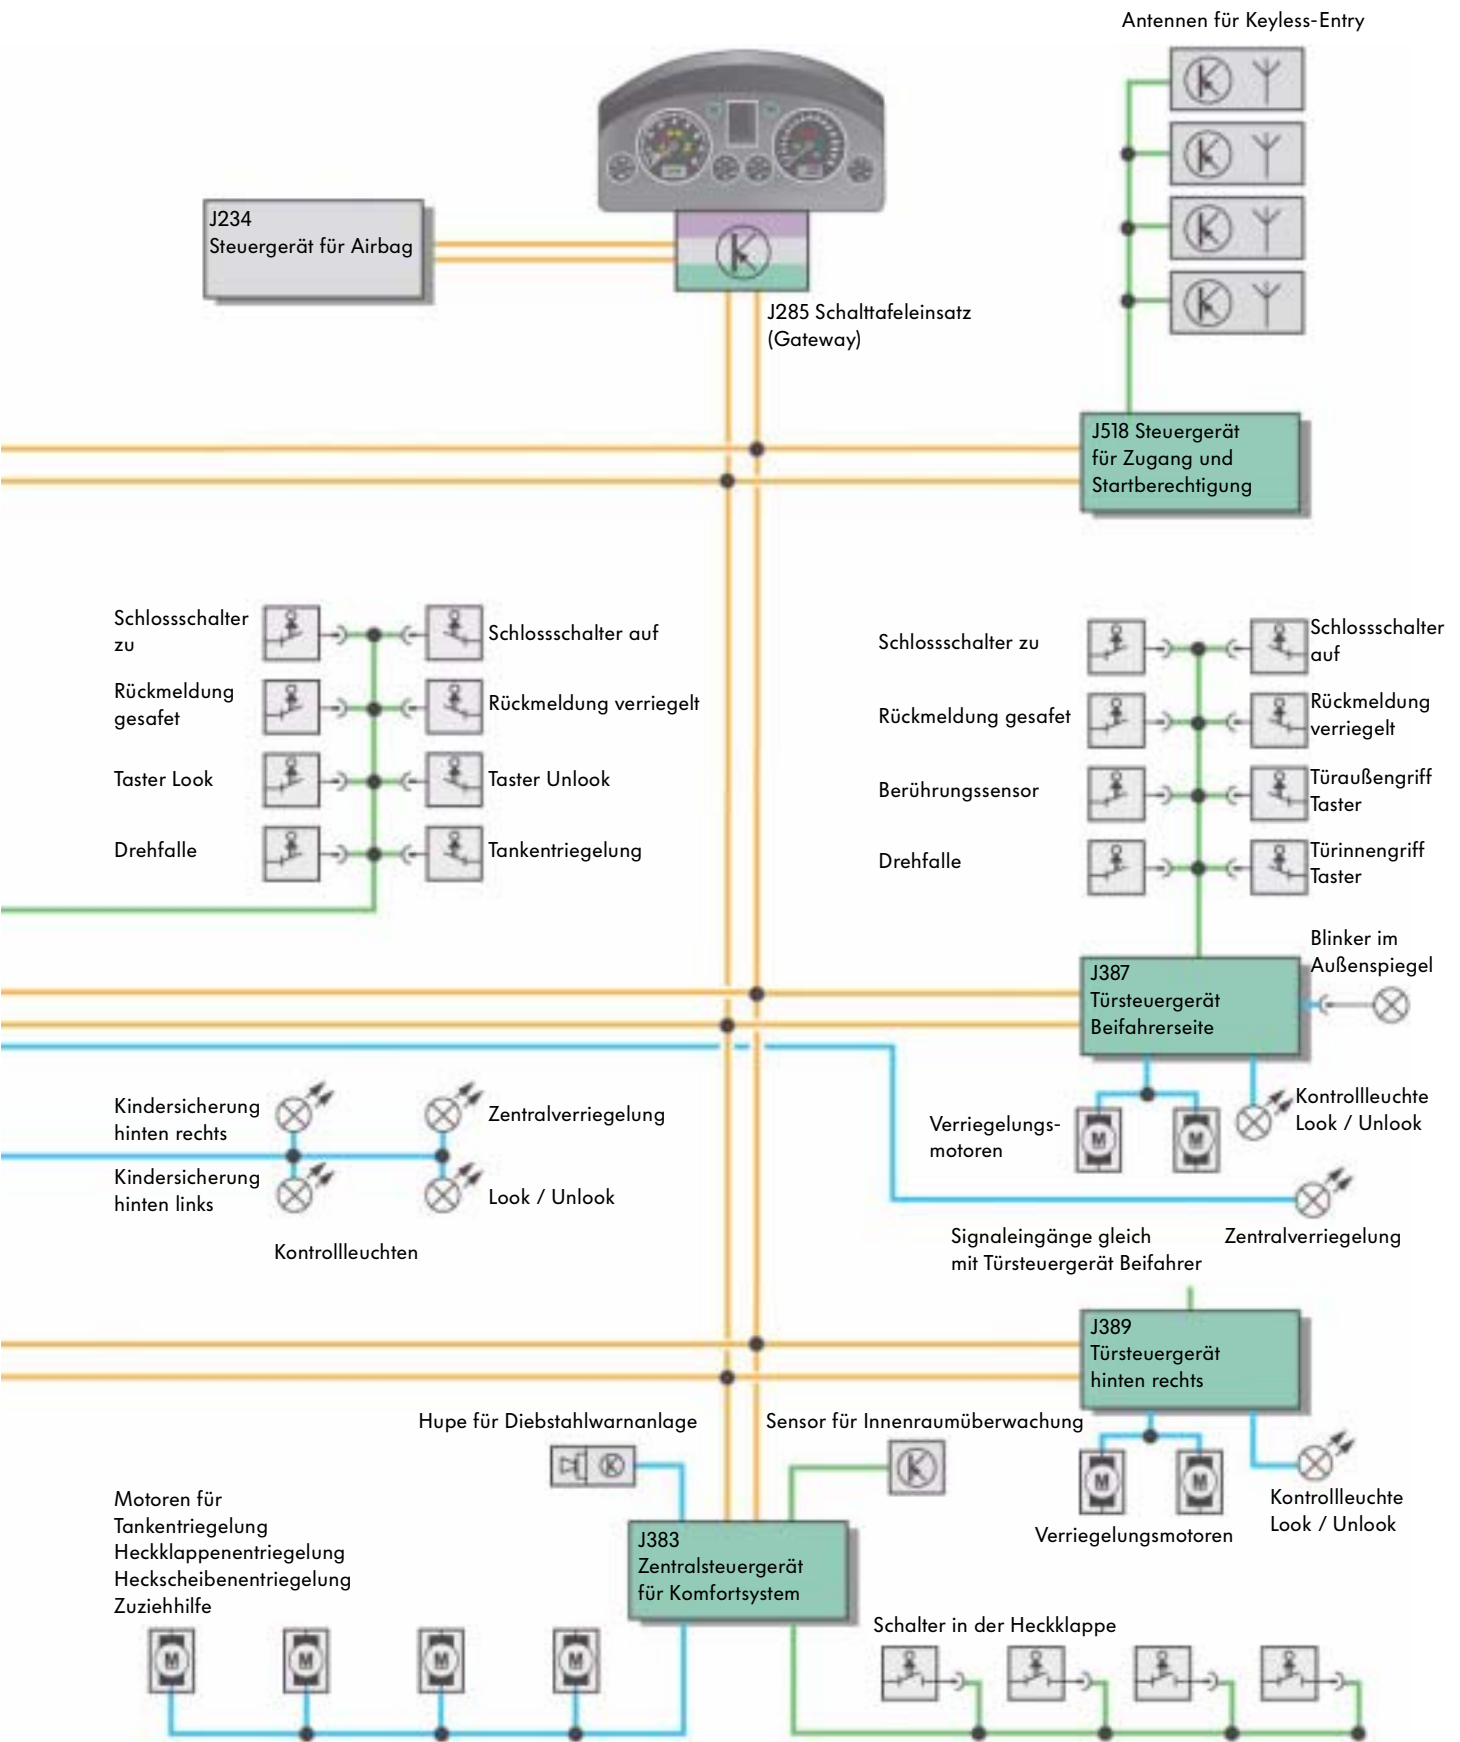 Antennen für Keyless-Entry
J234
Steuergerät für Airbag
J285 Schalttafeleinsatz
(Gateway)
J518 Steuergerät
für Zugang und
Startberechtigung
Schlossschalter
zu
Schlossschalter auf
Rückmeldung
gesafet
Rückmeldung verriegelt
Taster Look
Taster Unlook
Drehfalle
Tankentriegelung
Schlossschalter zu
Schlossschalter
auf
Rückmeldung gesafet
Rückmeldung
verriegelt
Berührungssensor
Türaußengriff
Taster
Drehfalle
Türinnengriff
Taster
Blinker im
Außenspiegel
J387
Türsteuergerät
Beifahrerseite
Kindersicherung
hinten rechts
Zentralverriegelung
Kindersicherung
hinten links
Look / Unlook
Kontrollleuchten
Verriegelungs-
motoren
M
M
Kontrollleuchte
Look / Unlook
Signaleingänge gleich
mit Türsteuergerät Beifahrer
Zentralverriegelung
J389
Türsteuergerät
hinten rechts
Hupe für Diebstahlwarnanlage
Sensor für Innenraumüberwachung
M
M
Verriegelungsmotoren
Kontrollleuchte
Look / Unlook
Motoren für
Tankentriegelung
Heckklappenentriegelung
Heckscheibenentriegelung
Zuziehhilfe
J383
Zentralsteuergerät
für Komfortsystem
M
M
M
M
Schalter in der Heckklappe